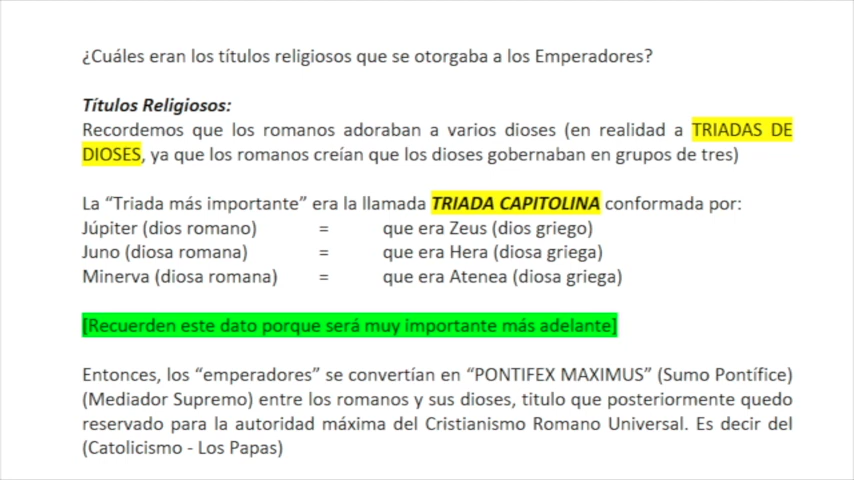 ¿Cuáles eran los títulos religiosos que se otorgaba a los Emperadores?
Títulos Religiosos:
Recordemos que los romanos adoraban a varios dioses (en realidad a TRIADAS DE
DIOSES, ya que los romanos creían que los dioses gobernaban en grupos de tres)
La “Triada más importante” era la llamada TRIADA CAPITOLINA conformada por:
Júpiter (dios romano) = que era Zeus (dios griego)
Juno (diosa romana) = que era Hera (diosa griega)
Minerva (diosa romana) = que era Atenea (diosa griega)
[Recuerden este dato porque será muy importante más adelante]
Entonces, los “emperadores” se convertían en “PONTIFEX MAXIMUS” (Sumo Pontífice)
(Mediador Supremo) entre los romanos y sus dioses, titulo que posteriormente quedo
reservado para la autoridad máxima del Cristianismo Romano Universal. Es decir del
(Catolicismo - Los Papas)